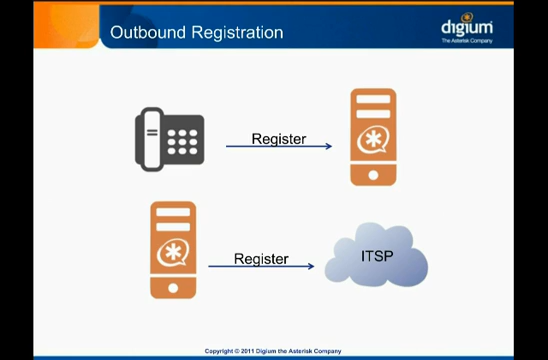 Outbound Registration
digium
The Asterisk Company
Register
Register
ITSP
Copyright © 2011 Digium the Asterisk Company